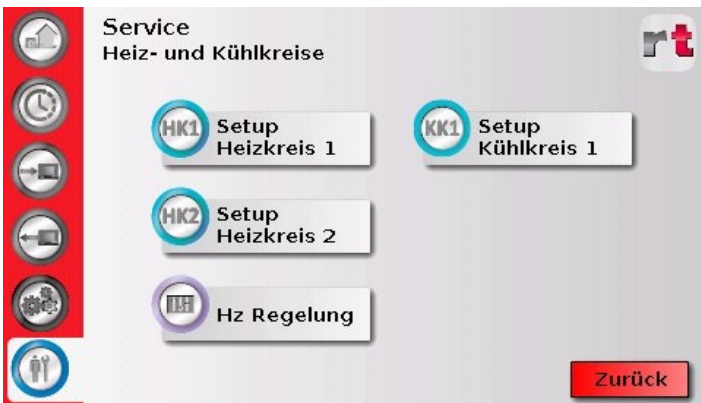 Service
Heiz- und Kühlkreise
rt
HK1 Setup
Heizkreis 1
KK1 Setup
Kühlkreis 1
HK2 Setup
Heizkreis 2
Hz Regelung
Zurück